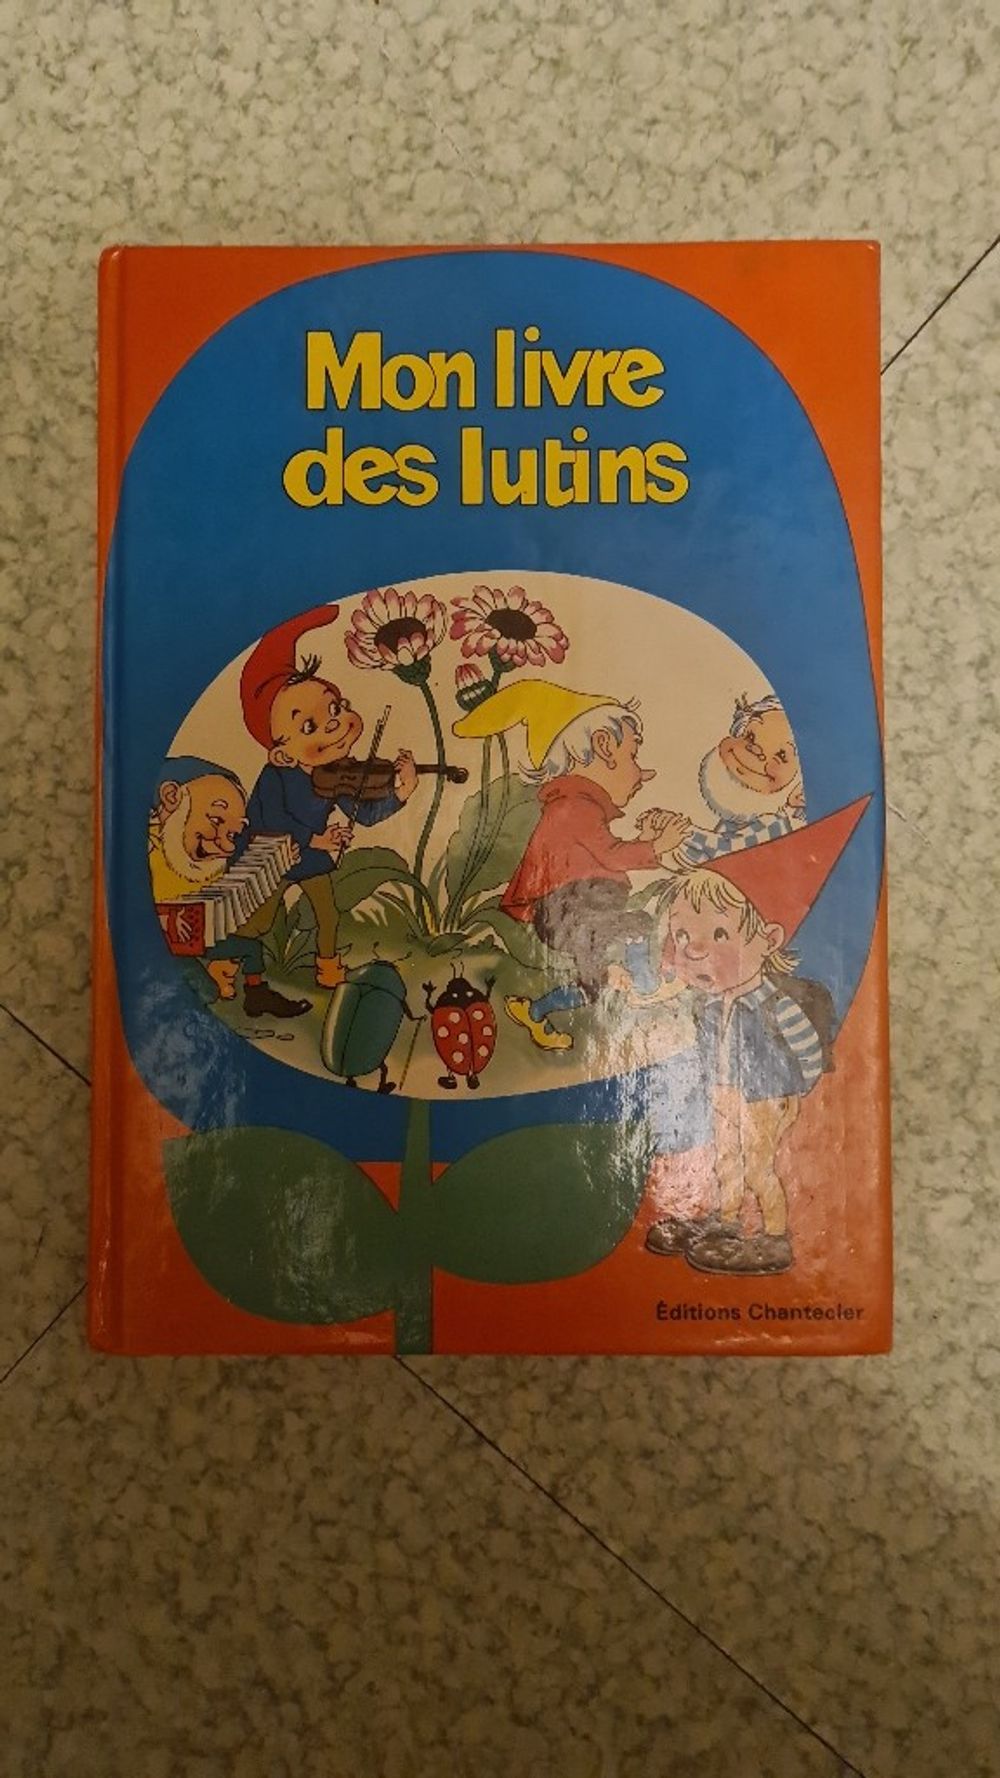 Mon livre
des lutins
Éditions Chantecler